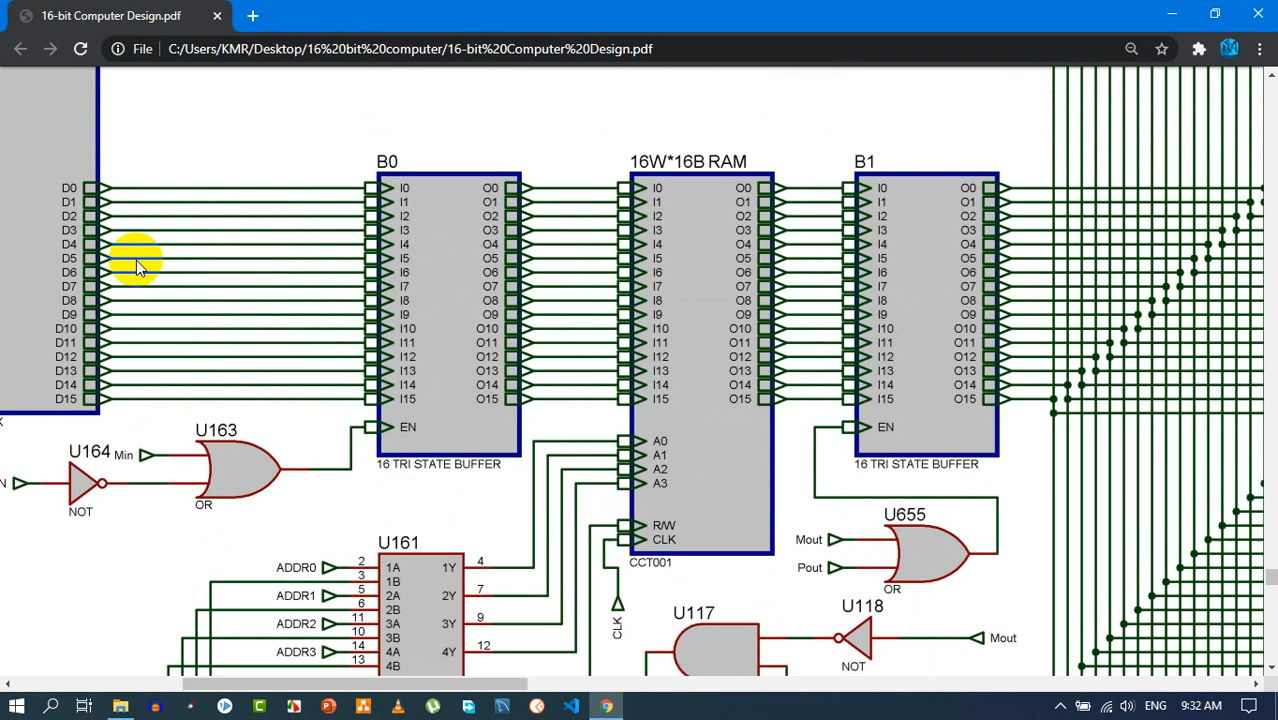 16-bit Computer Design.pdf
File
C:/Users/KMR/Desktop/16%20bit%20computer/16-bit%20Computer%20Design.pdf
B0
16W*16B RAM
B1
D0
D1
D2
D3
D4
D5
D6
D7
D8
D9
D10
D11
D12
D13
D14
D15
I0
I1
I2
I3
I4
I5
I6
I7
I8
I9
I10
I11
I12
I13
I14
I15
EN
O0
O1
O2
O3
O4
O5
O6
O7
O8
O9
O10
O11
O12
O13
O14
O15
16 TRI STATE BUFFER
I0
I1
I2
I3
I4
I5
I6
I7
I8
I9
I10
I11
I12
I13
I14
I15
A0
A1
A2
A3
R/W
CLK
O0
O1
O2
O3
O4
O5
O6
O7
O8
O9
O10
O11
O12
O13
O14
O15
CCT001
I0
I1
I2
I3
I4
I5
I6
I7
I8
I9
I10
I11
I12
I13
I14
I15
EN
O0
O1
O2
O3
O4
O5
O6
O7
O8
O9
O10
O11
O12
O13
O14
O15
16 TRI STATE BUFFER
U163
U164
Min
N
NOT
OR
U655
Mout
Pout
OR
U161
ADDR0
ADDR1
ADDR2
ADDR3
2
3
5
6
11
10
14
13
1A
1B
2A
2B
3A
3B
4A
4B
1Y
2Y
3Y
4Y
4
7
9
12
CLK
U117
U118
Mout
NOT
ENG
9:32 AM